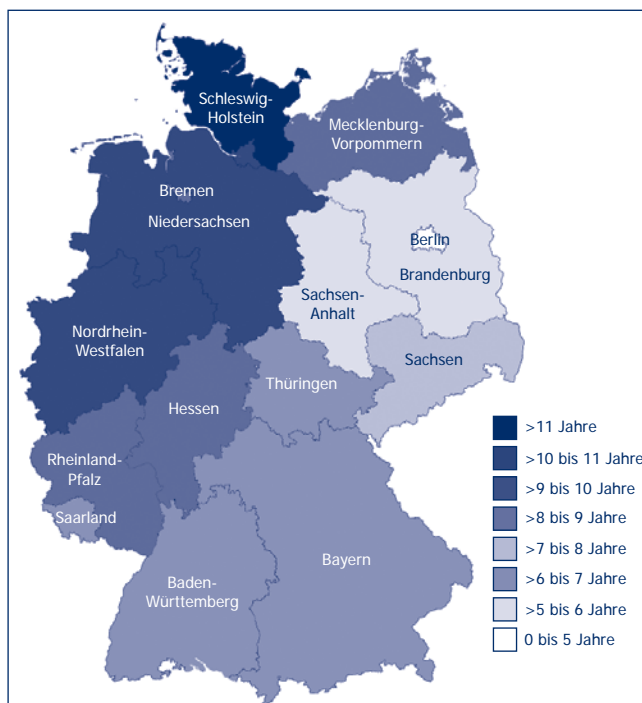 Schleswig-
Holstein
Mecklenburg-
Vorpommern
Bremen
Niedersachsen
Berlin
Brandenburg
Sachsen-
Anhalt
Nordrhein-
Westfalen
Sachsen
Thüringen
Hessen
Rheinland-
Pfalz
Saarland
Bayern
Baden-
Württemberg
>11 Jahre
>10 bis 11 Jahre
>9 bis 10 Jahre
>8 bis 9 Jahre
>7 bis 8 Jahre
>6 bis 7 Jahre
>5 bis 6 Jahre
0 bis 5 Jahre